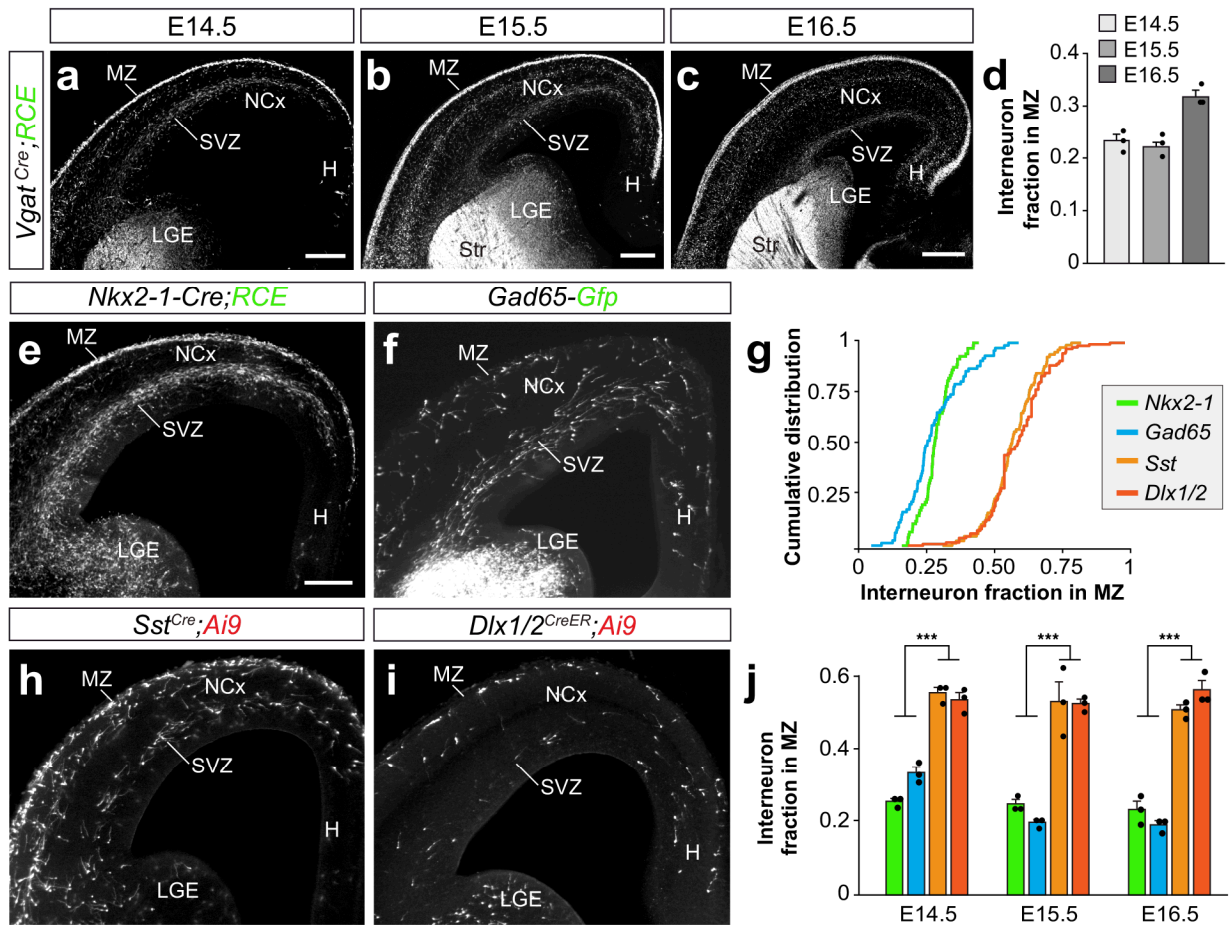 E14.5
E15.5
E16.5
Vgat Cre;RCE
a
MZ
NCx
SVZ
H
LGE
b
MZ
NCx
SVZ
H
LGE
Str
c
MZ
NCx
SVZ
H
LGE
Str
d
E14.5
E15.5
E16.5
Interneuron
fraction in MZ
0.4
0.3
0.2
0.1
0
Nkx2-1-Cre;RCE
Gad65-Gfp
e
MZ
NCx
SVZ
H
LGE
f
MZ
NCx
SVZ
H
LGE
g
Cumulative distribution
1
0.75
0.50
0.25
0
0.25
0.50
0.75
1
Interneuron fraction in MZ
Nkx2-1
Gad65
Sst
Dlx1/2
SstCre;Ai9
Dlx1/2CreER;Ai9
h
MZ
NCx
SVZ
H
LGE
i
MZ
NCx
SVZ
H
LGE
j
Interneuron
fraction in MZ
0.6
0.4
0.2
0
***
***
***
E14.5
E15.5
E16.5